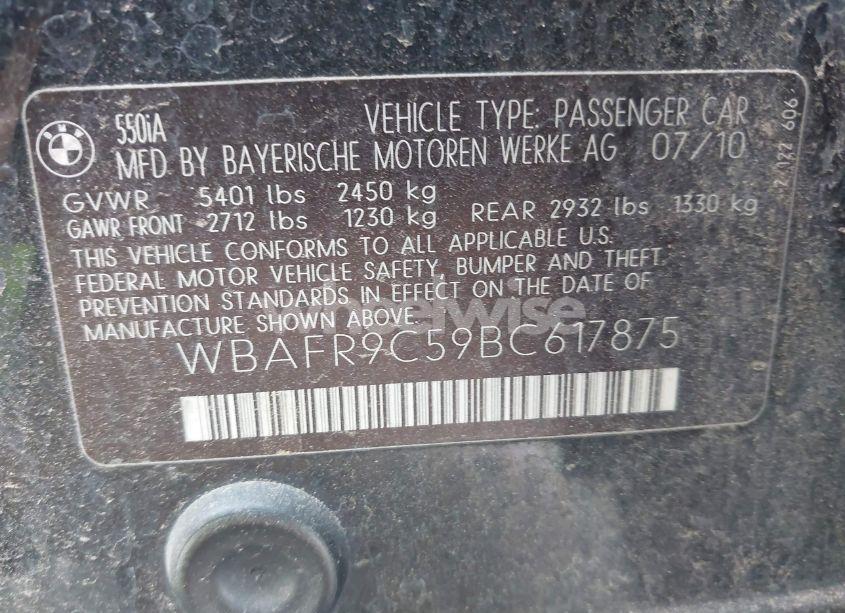 550iA VEHICLE TYPE: PASSENGER CAR
MFD BY BAYERISCHE MOTOREN WERKE AG 07/10
GVWR 5401 lbs 2450 kg
GAWR FRONT 2712 lbs 1230 kg REAR 2932 lbs 1330 kg
THIS VEHICLE CONFORMS TO ALL APPLICABLE U.S.
FEDERAL MOTOR VEHICLE SAFETY, BUMPER AND THEFT
PREVENTION STANDARDS IN EFFECT ON THE DATE OF
MANUFACTURE SHOWN ABOVE.
WBAFR9C59BC617875